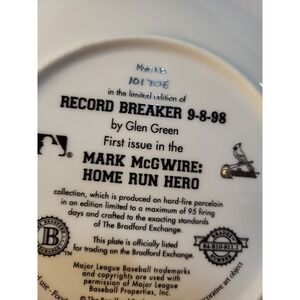 Plate No.
in the limited edition of
RECORD BREAKER 9-8-98
by Glen Green
First issue in the
MARK McGWIRE:
HOME RUN HERO
collection, which is produced on hard-fire porcelain
in an edition limited to a maximum of 95 firing
days and crafted to the exacting standards
of The Bradford Exchange.
This plate is officially listed
for trading on the Bradford Exchange.
B
Major League Baseball trademarks
and copyrights are used with
permission of Major League
Baseball Properties, Inc.
© The Bradford